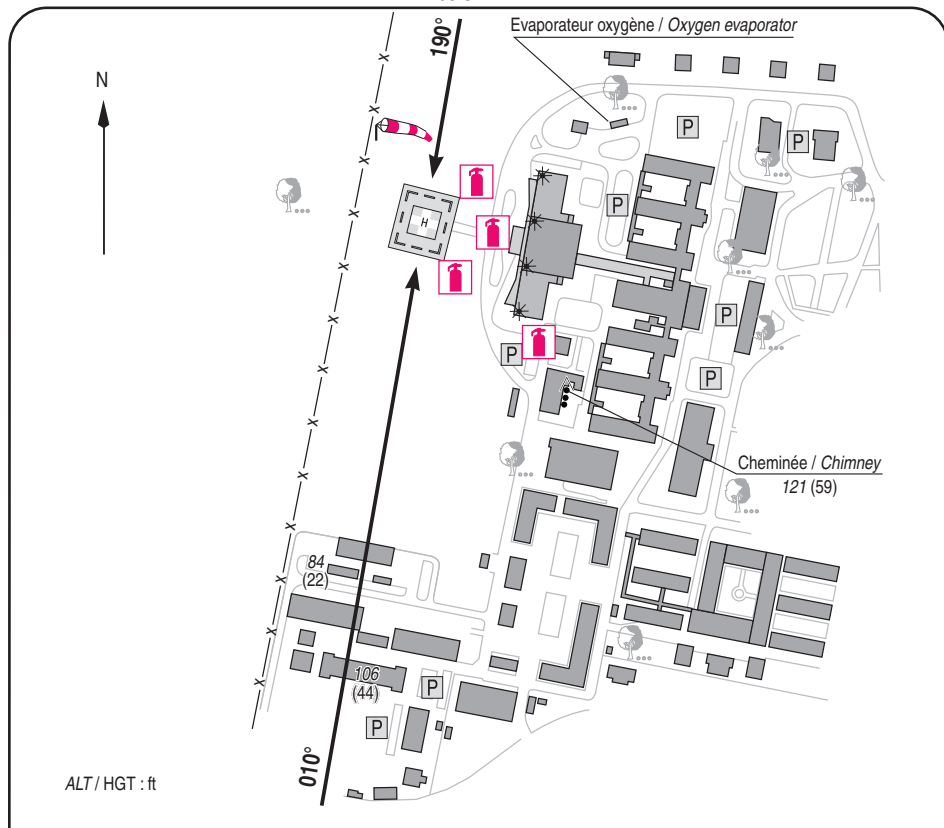 190°
Evaporateur oxygène / Oxygen evaporator
N
P
P
H
P
P
P
P
Cheminée / Chimney
121 (59)
84
(22)
106
(44)
P
P
010°
ALT / HGT : ft